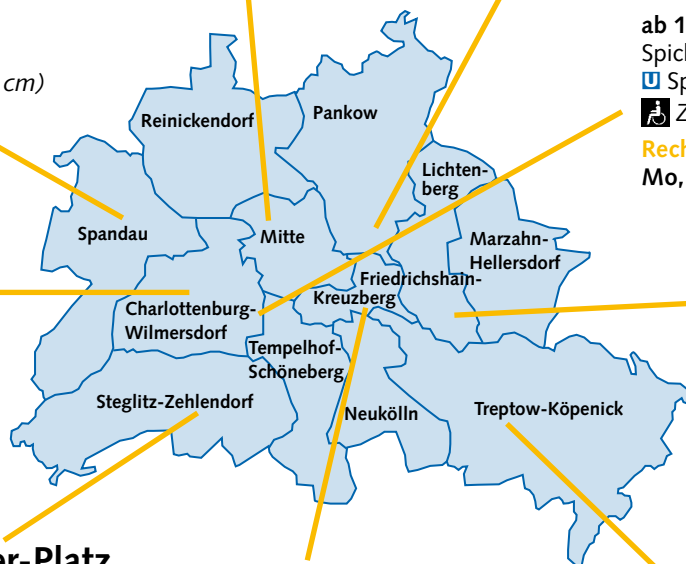 ab 1
Spich
cm)
U Sp
Z
Rech
Mo,
Reinickendorf
Pankow
Lichten-
berg
Spandau
Mitte
Marzahn-
Hellersdorf
Friedrichshain-
Kreuzberg
Charlottenburg-
Wilmersdorf
Tempelhof-
Schöneberg
Steglitz-Zehlendorf
Neukölln
Treptow-Köpenick
er-Platz